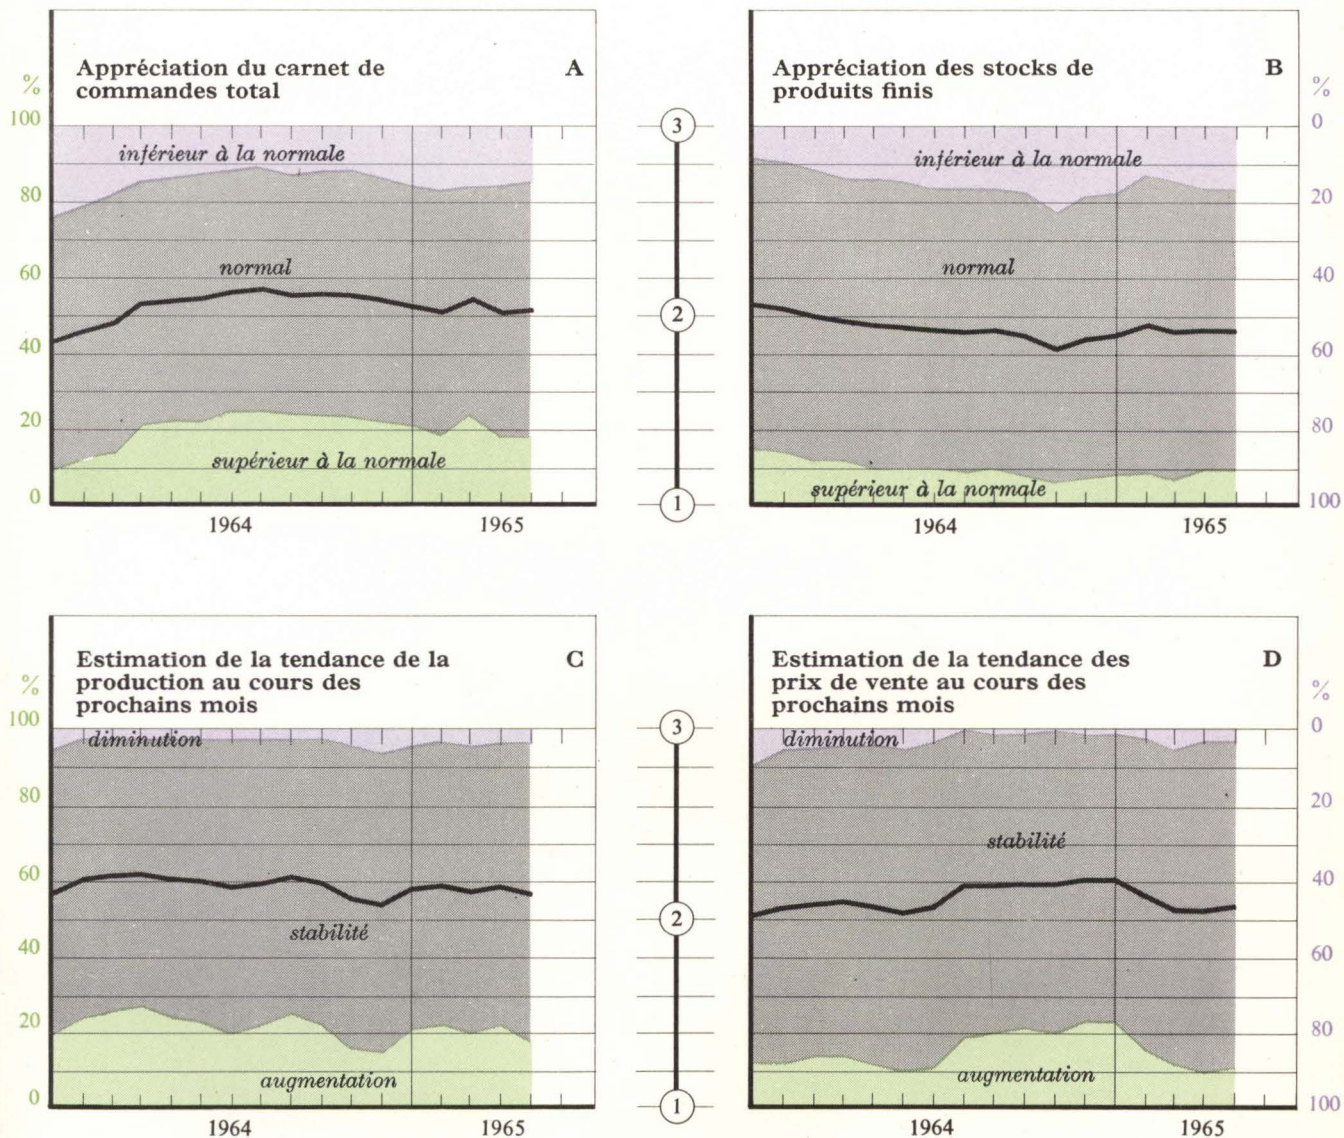 Appréciation du carnet de
commandes total
A
%
100
80
60
40
20
0
inférieur à la normale
normal
supérieur à la normale
1964
1965
3
2
1
Appréciation des stocks de
produits finis
B
%
0
20
40
60
80
100
inférieur à la normale
normal
supérieur à la normale
1964
1965
Estimation de la tendance de la
production au cours des
prochains mois
C
%
100
80
60
40
20
0
diminution
stabilité
augmentation
1964
1965
3
2
1
Estimation de la tendance des
prix de vente au cours des
prochains mois
D
%
0
20
40
60
80
100
diminution
stabilité
augmentation
1964
1965